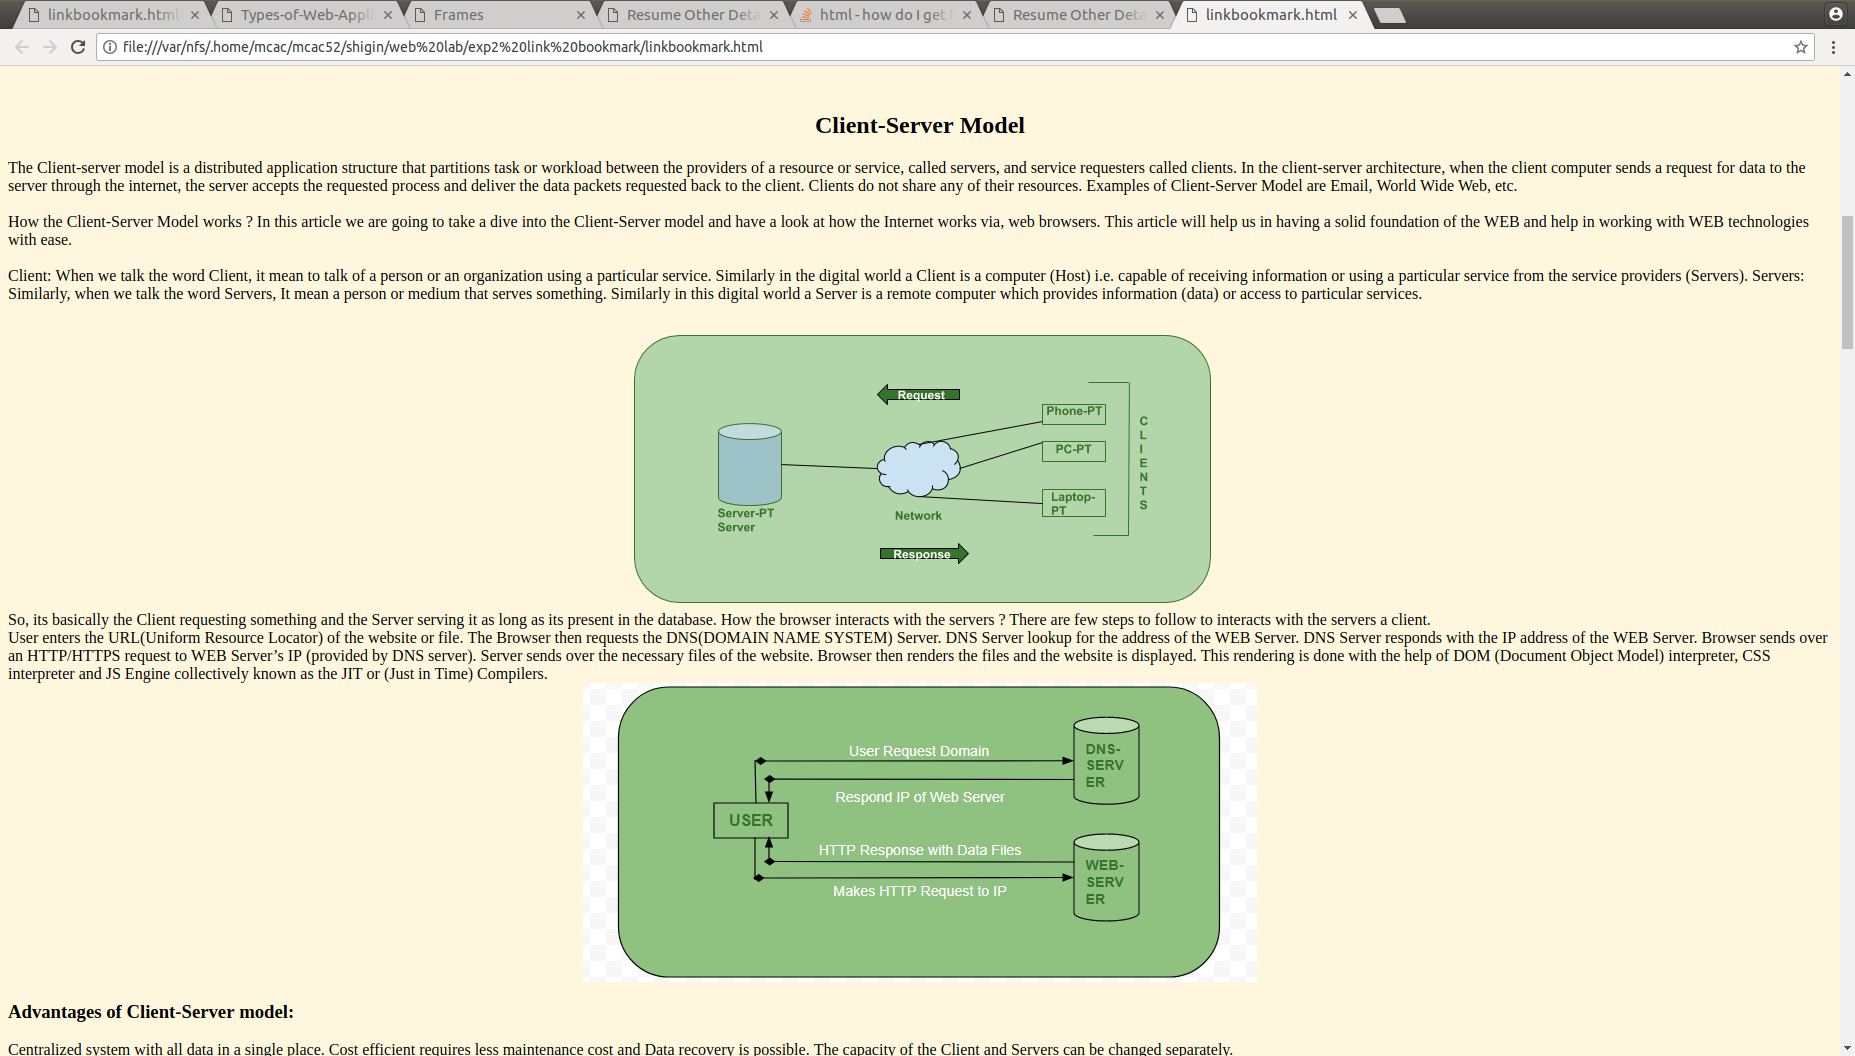 linkbookmark.html
Types-of-Web-Appli
Frames
Resume Other Deta
html - how do I get
Resume Other Deta
linkbookmark.html
file:///var/nfs/.home/mcac/mcac52/shigin/web%20lab/exp2%20link%20bookmark/linkbookmark.html
Client-Server Model
The Client-server model is a distributed application structure that partitions task or workload between the providers of a resource or service, called servers, and service requesters called clients. In the client-server architecture, when the client computer sends a request for data to the
server through the internet, the server accepts the requested process and deliver the data packets requested back to the client. Clients do not share any of their resources. Examples of Client-Server Model are Email, World Wide Web, etc.
How the Client-Server Model works ? In this article we are going to take a dive into the Client-Server model and have a look at how the Internet works via, web browsers. This article will help us in having a solid foundation of the WEB and help in working with WEB technologies
with ease.
Client: When we talk the word Client, it mean to talk of a person or an organization using a particular service. Similarly in the digital world a Client is a computer (Host) i.e. capable of receiving information or using a particular service from the service providers (Servers). Servers:
Similarly, when we talk the word Servers, It mean a person or medium that serves something. Similarly in this digital world a Server is a remote computer which provides information (data) or access to particular services.
Request
Phone-PT
PC-PT
Laptop-
PT
C
L
I
E
N
T
S
Server-PT
Server
Network
Response
So, its basically the Client requesting something and the Server serving it as long as its present in the database. How the browser interacts with the servers ? There are few steps to follow to interacts with the servers a client.
User enters the URL(Uniform Resource Locator) of the website or file. The Browser then requests the DNS(DOMAIN NAME SYSTEM) Server. DNS Server lookup for the address of the WEB Server. DNS Server responds with the IP address of the WEB Server. Browser sends over
an HTTP/HTTPS request to WEB Server’s IP (provided by DNS server). Server sends over the necessary files of the website. Browser then renders the files and the website is displayed. This rendering is done with the help of DOM (Document Object Model) interpreter, CSS
interpreter and JS Engine collectively known as the JIT or (Just in Time) Compilers.
User Request Domain
DNS-
SERV
ER
Respond IP of Web Server
USER
HTTP Response with Data Files
WEB-
SERV
ER
Makes HTTP Request to IP
Advantages of Client-Server model:
Centralized system with all data in a single place. Cost efficient requires less maintenance cost and Data recovery is possible. The capacity of the Client and Servers can be changed separately.